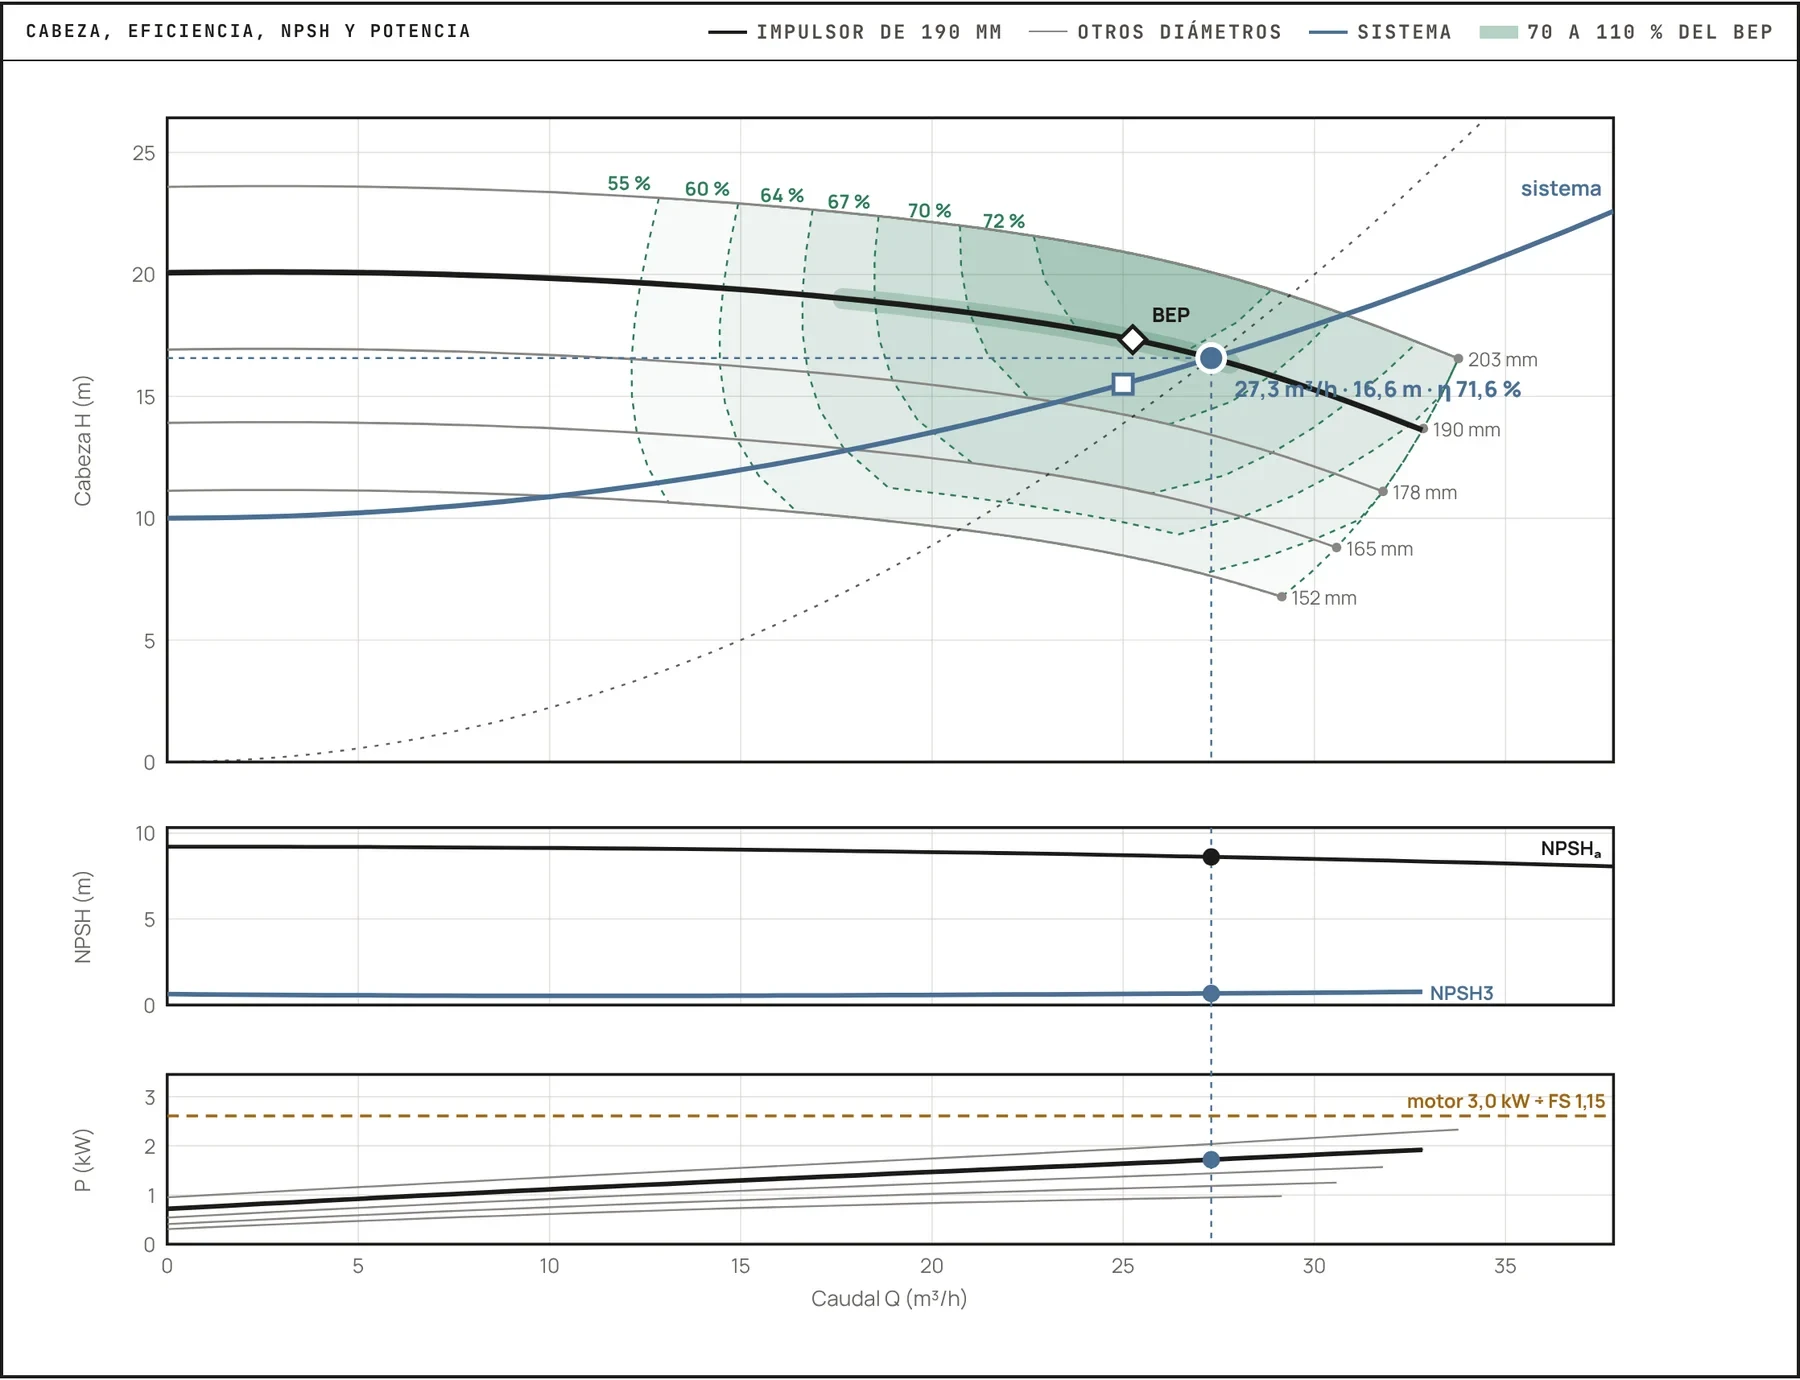 CABEZA, EFICIENCIA, NPSH Y POTENCIA
IMPULSOR DE 190 MM
OTROS DIÁMETROS
SISTEMA
70 A 110 % DEL BEP
25
20
15
10
5
0
Cabeza H (m)
55 %
60 %
64 %
67 %
70 %
72 %
BEP
sistema
27,3 m³/h · 16,6 m · η 71,6 %
203 mm
190 mm
178 mm
165 mm
152 mm
10
5
0
NPSH (m)
NPSHₐ
NPSH3
3
2
1
0
P (kW)
motor 3,0 kW ÷ FS 1,15
0 5 10 15 20 25 30 35
Caudal Q (m³/h)